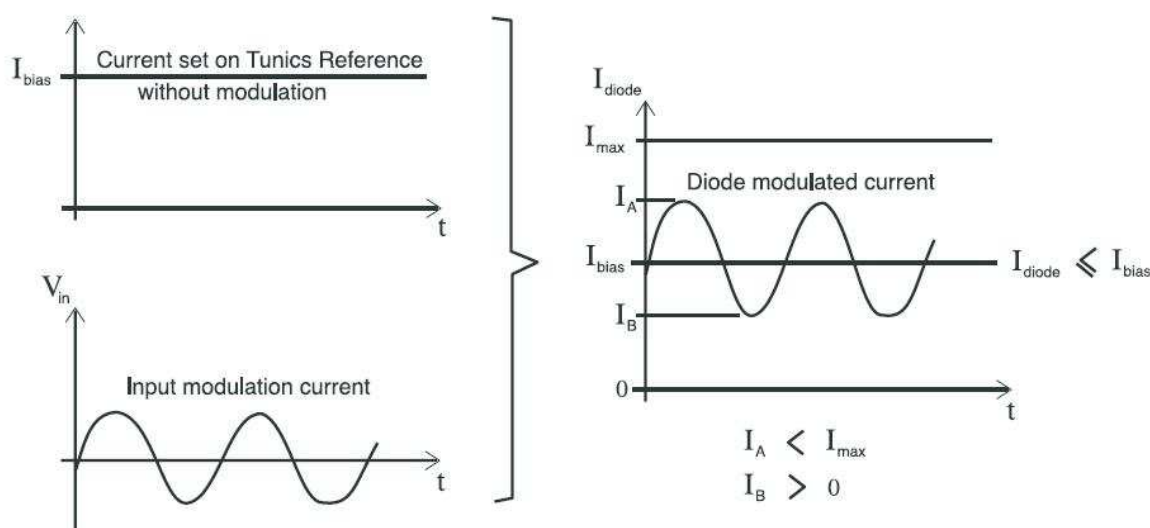 I_bias
Current set on Tunics Reference
without modulation
t
V_in
Input modulation current
t
I_diode
I_max
Diode modulated current
I_A
I_bias
I_diode ⩽ I_bias
I_B
0
t
I_A < I_max
I_B > 0